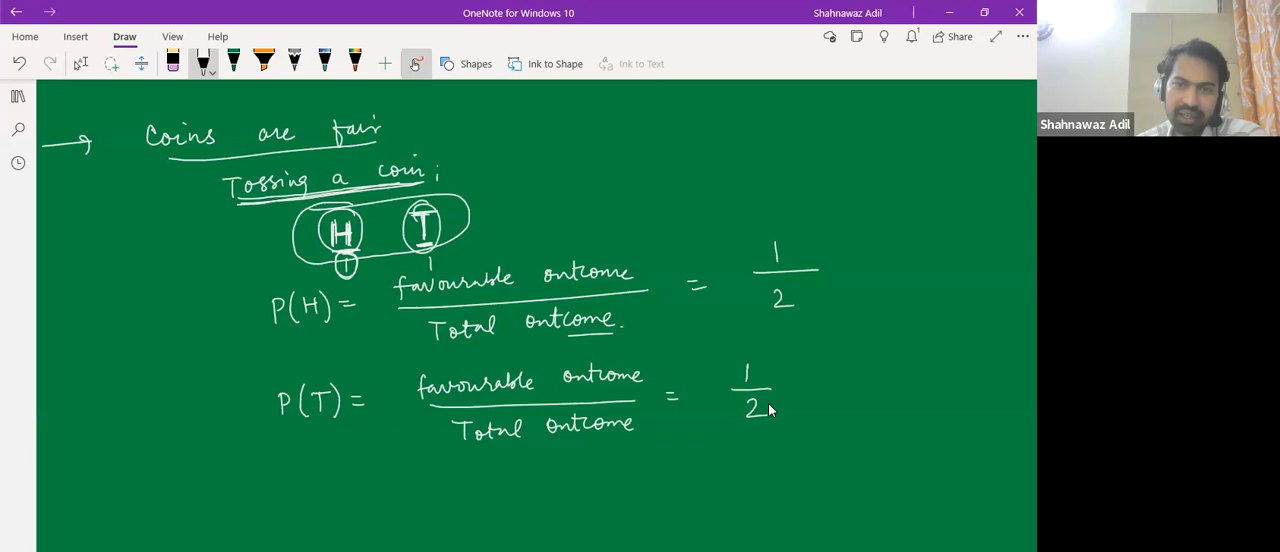 OneNote for Windows 10
Shahnawaz Adil
Home Insert Draw View Help
Share
Shapes Ink to Shape Ink to Text
Shahnawaz Adil
→ Coins are fair
Tossing a coin;
H T
1 1
P(H) = favourable outcome = 1
Total outcome. 2
P(T) = favourable outcome = 1
Total outcome 2